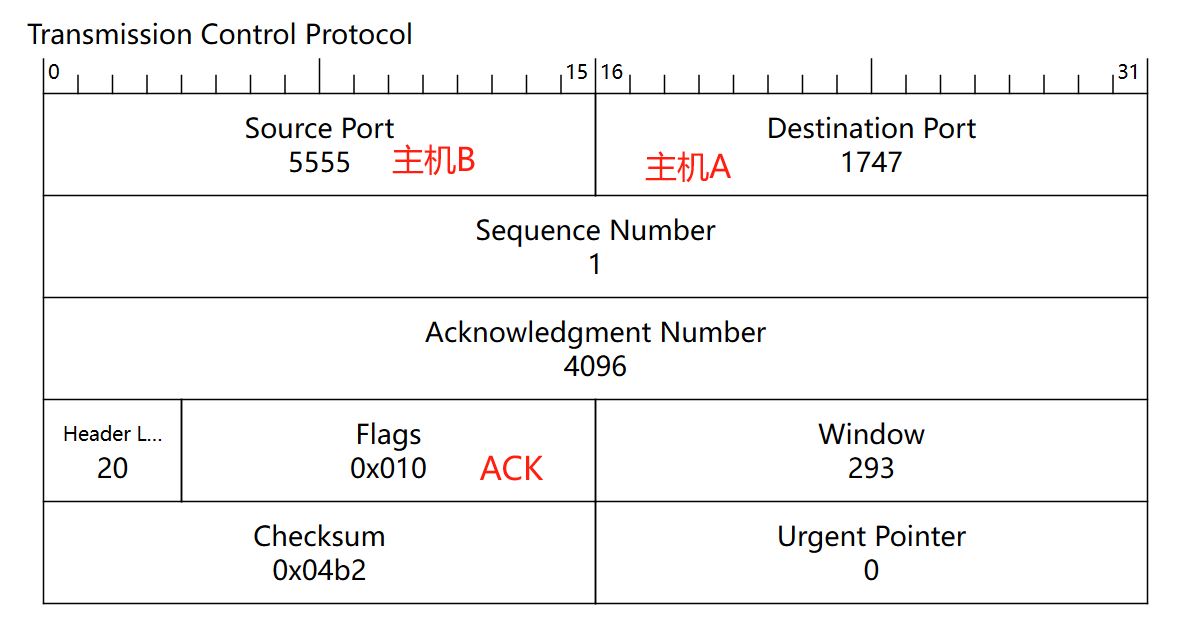 Transmission Control Protocol
0 15 16 31
Source Port Destination Port
5555 主机B 主机A 1747
Sequence Number
1
Acknowledgment Number
4096
Header L... Flags Window
20 0x010 ACK 293
Checksum Urgent Pointer
0x04b2 0